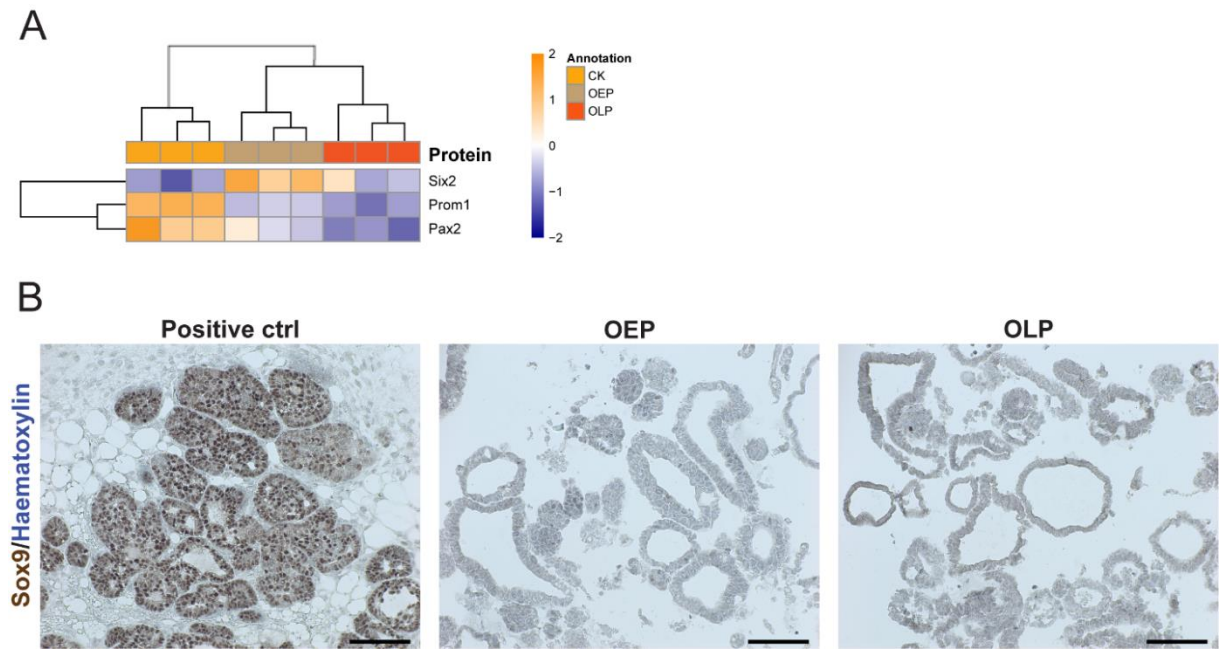 A
2
1
0
−1
−2
Annotation
CK
OEP
OLP
Protein
Six2
Prom1
Pax2
B
Positive ctrl
OEP
OLP
Sox9/Haematoxylin